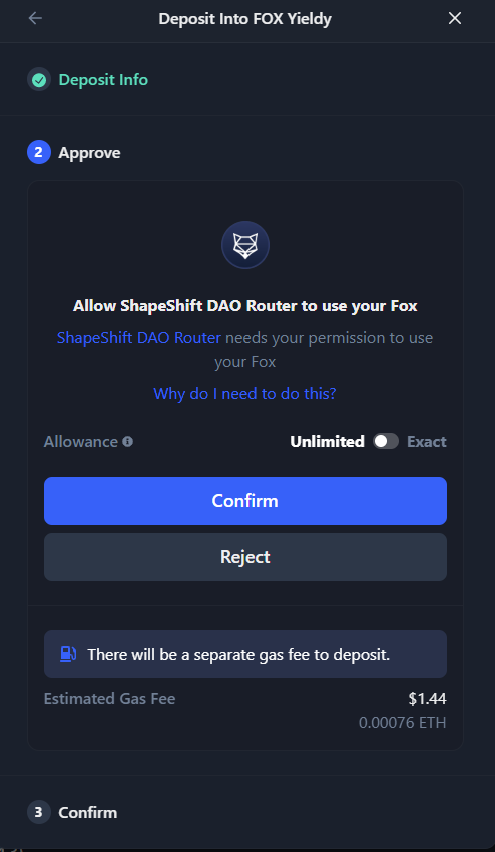 Deposit Into FOX Yieldy
Deposit Info
2 Approve
Allow ShapeShift DAO Router to use your Fox
ShapeShift DAO Router needs your permission to use
your Fox
Why do I need to do this?
Allowance Unlimited Exact
Confirm
Reject
There will be a separate gas fee to deposit.
Estimated Gas Fee $1.44
0.00076 ETH
3 Confirm